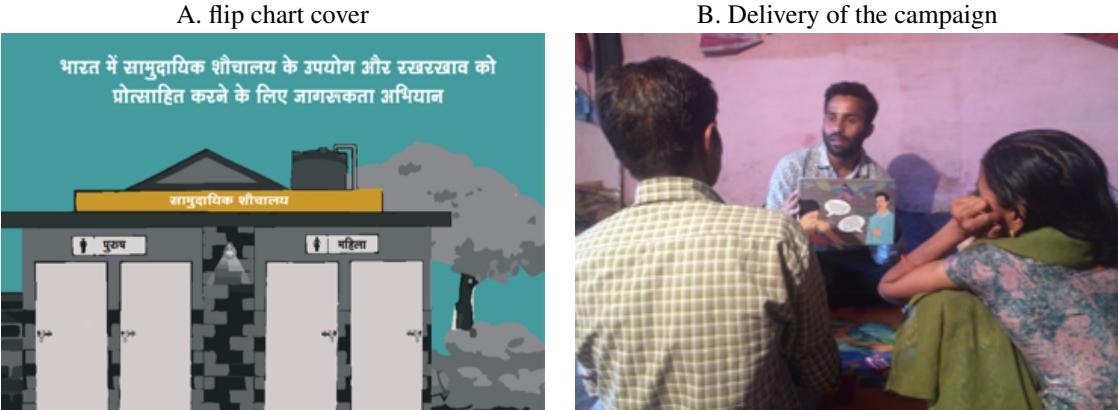 A. flip chart cover
B. Delivery of the campaign
भारत में सामुदायिक शौचालय के उपयोग और रखरखाव को
प्रोत्साहित करने के लिए जागरूकता अभियान
सामुदायिक शौचालय
पुरुष
महिला